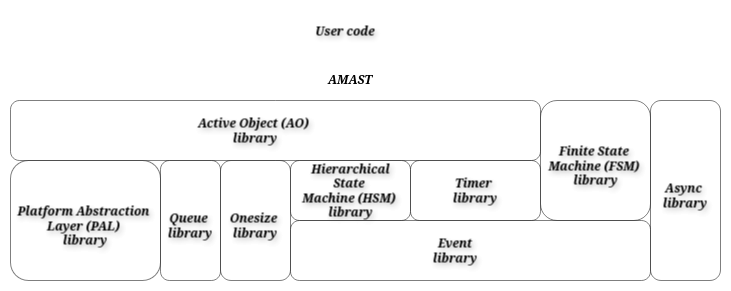 User code
AMAST
Active Object (AO)
library
Finite State
Machine (FSM)
library
Async
library
Platform Abstraction
Layer (PAL)
library
Queue
library
Onesize
library
Hierarchical
State
Machine (HSM)
library
Timer
library
Event
library